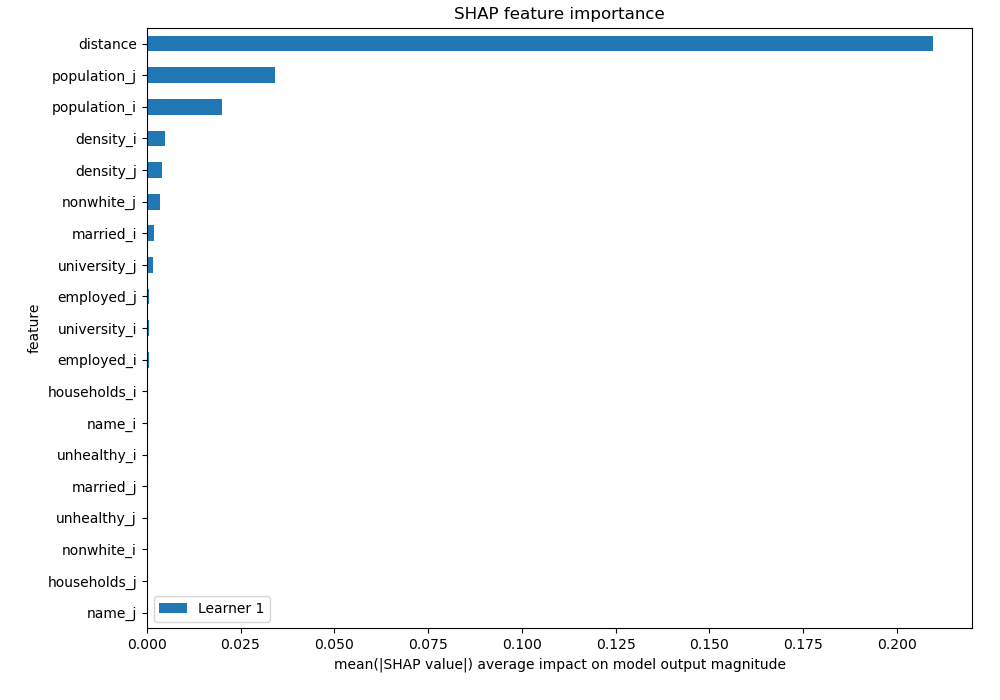 SHAP feature importance
distance
population_j
population_i
density_i
density_j
nonwhite_j
married_i
university_j
employed_j
university_i
employed_i
households_i
name_i
unhealthy_i
married_j
unhealthy_j
nonwhite_i
households_j
name_j
feature
Learner 1
0.000 0.025 0.050 0.075 0.100 0.125 0.150 0.175 0.200
mean(|SHAP value|) average impact on model output magnitude